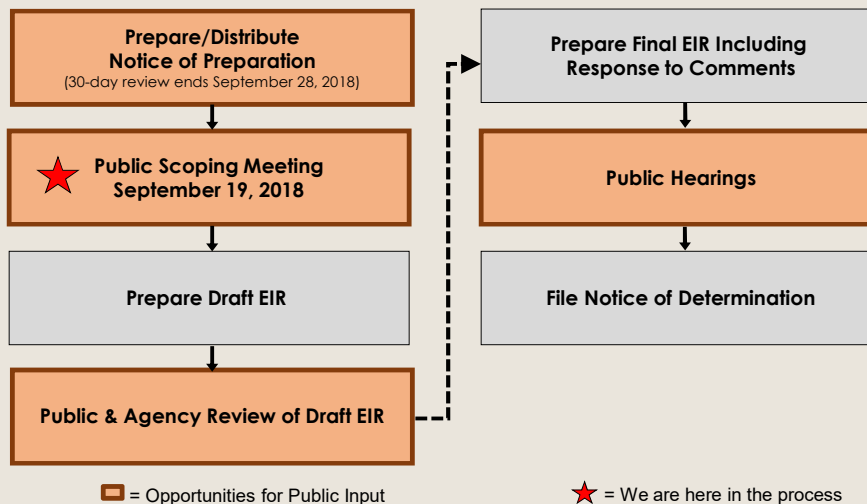 Prepare/Distribute
Notice of Preparation
(30-day review ends September 28, 2018)
Public Scoping Meeting
September 19, 2018
Prepare Draft EIR
Public & Agency Review of Draft EIR
Prepare Final EIR Including
Response to Comments
Public Hearings
File Notice of Determination
= Opportunities for Public Input
= We are here in the process